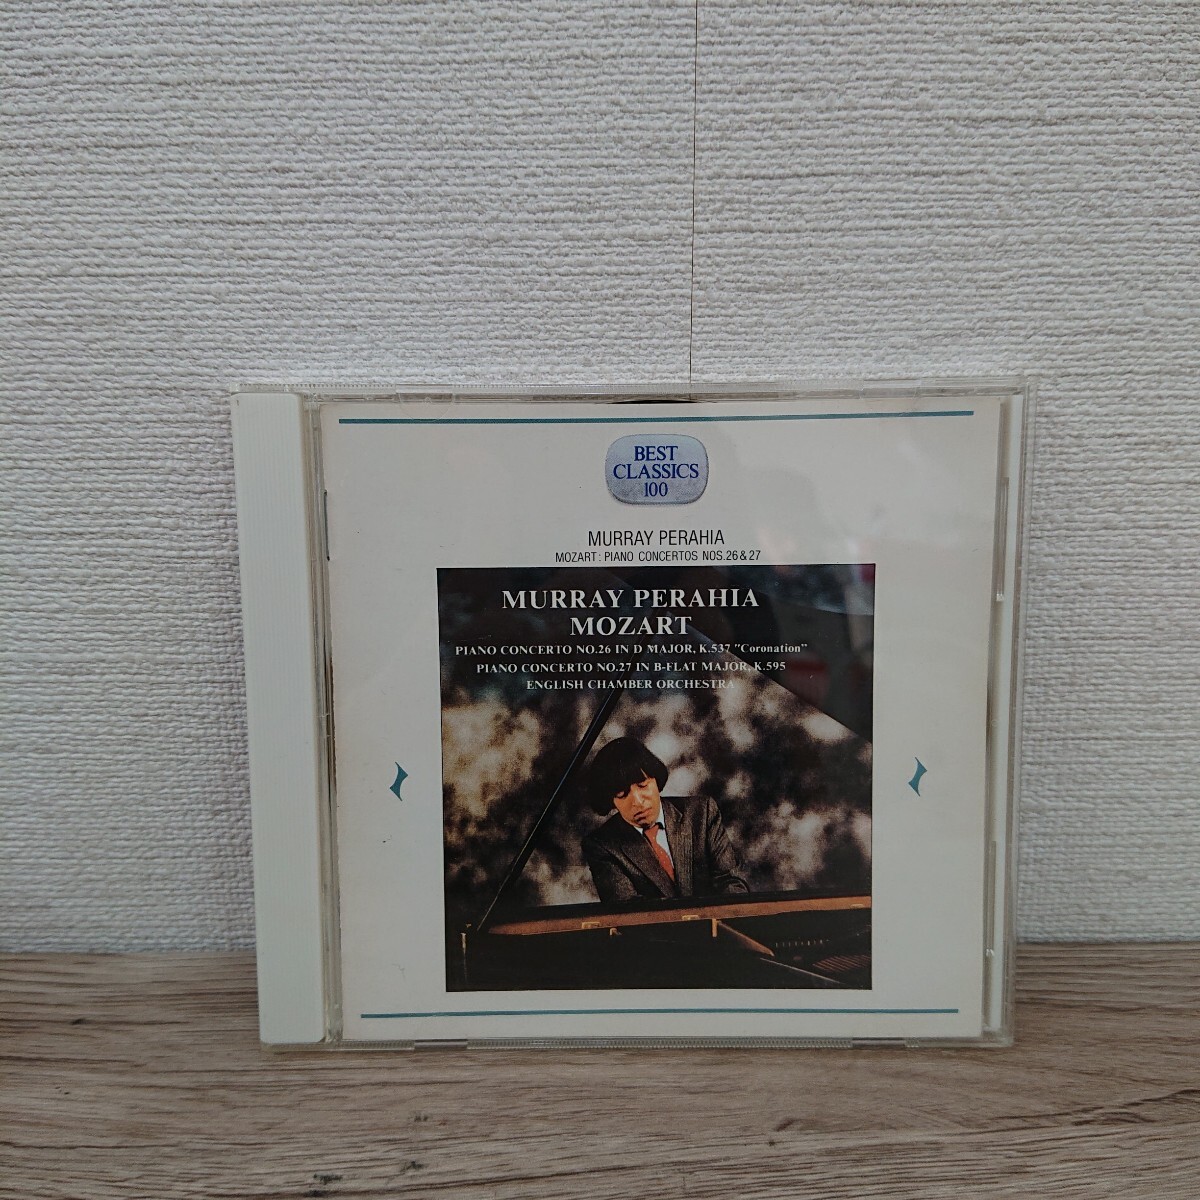 BEST
CLASSICS
100
MURRAY PERAHIA
MOZART: PIANO CONCERTOS NOS.26 & 27
MURRAY PERAHIA
MOZART
PIANO CONCERTO NO.26 IN D MAJOR, K.537 "Coronation"
PIANO CONCERTO NO.27 IN B-FLAT MAJOR, K.595
ENGLISH CHAMBER ORCHESTRA